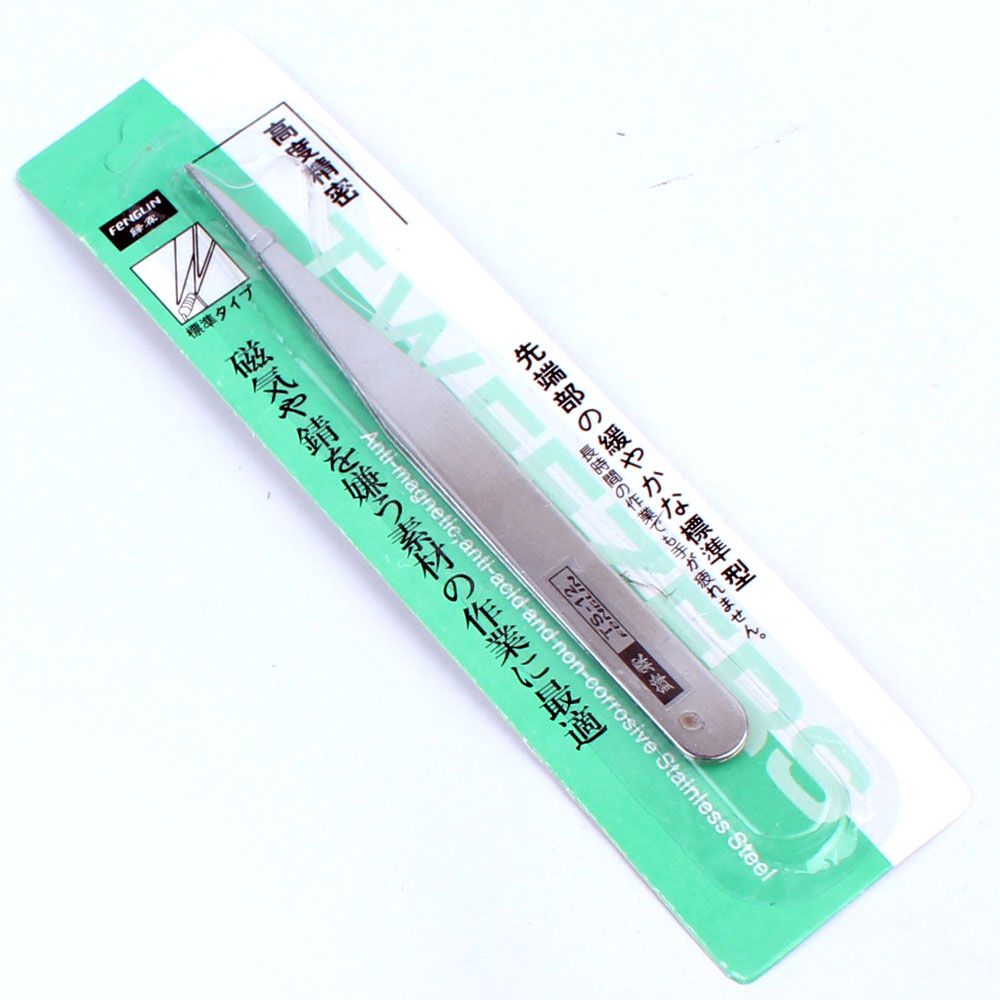 高度精密
FENGLIN
標準タイプ
TWEEZERS
先端部の緩やかな標準型
長時間の作業でも手が疲れません。
磁気や錆を嫌う素材の作業に最適
Anti-magnetic,anti-acid and non-corrosive Stainless Steel
TS-12
FENGLIN